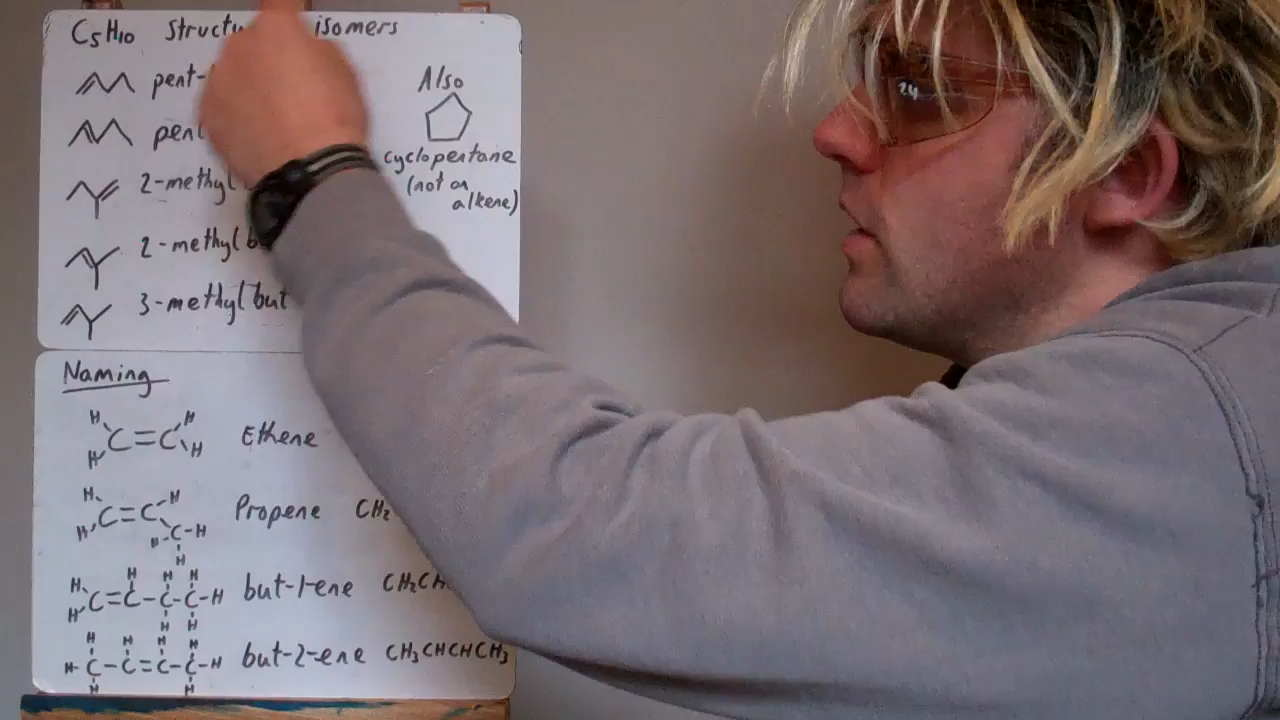 C5H10 Structu isomers
pent-
pent
2-methyl
2-methyl b
3-methyl but
Also
cyclopentane
(not an
alkene)
Naming
H H
C=C
H H
Ethene
H H
C=C
H C-H
H H
Propene CH2
H H H H
C=C-C-C-H
H H H
but-1-ene CH2CH
H H H H
H-C-C=C-C-H
H H
but-2-ene CH3CHCHCH3